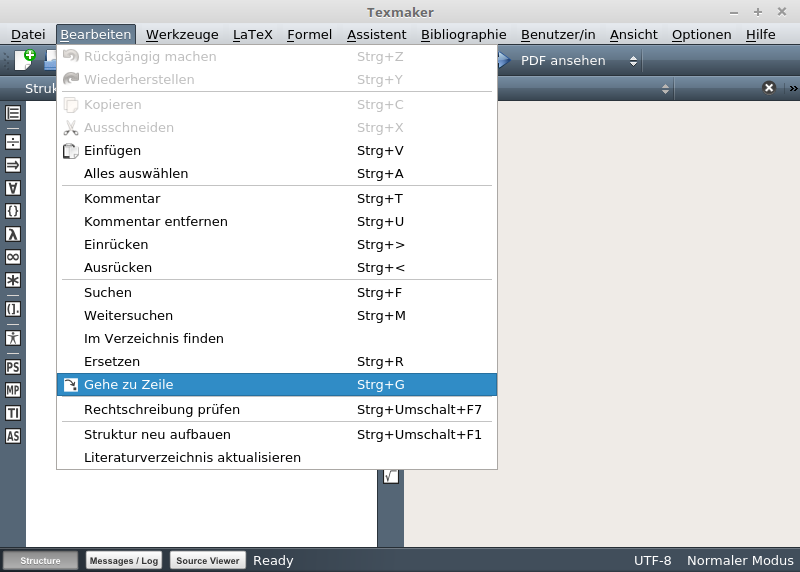 Texmaker
Datei Bearbeiten Werkzeuge LaTeX Formel Assistent Bibliographie Benutzer/in Ansicht Optionen Hilfe
PDF ansehen
Rückgängig machen Strg+Z
Wiederherstellen Strg+Y
Kopieren Strg+C
Ausschneiden Strg+X
Einfügen Strg+V
Alles auswählen Strg+A
Kommentar Strg+T
Kommentar entfernen Strg+U
Einrücken Strg+>
Ausrücken Strg+<
Suchen Strg+F
Weitersuchen Strg+M
Im Verzeichnis finden
Ersetzen Strg+R
Gehe zu Zeile Strg+G
Rechtschreibung prüfen Strg+Umschalt+F7
Struktur neu aufbauen Strg+Umschalt+F1
Literaturverzeichnis aktualisieren
PS
MP
TI
AS
Structure Messages / Log Source Viewer Ready UTF-8 Normaler Modus